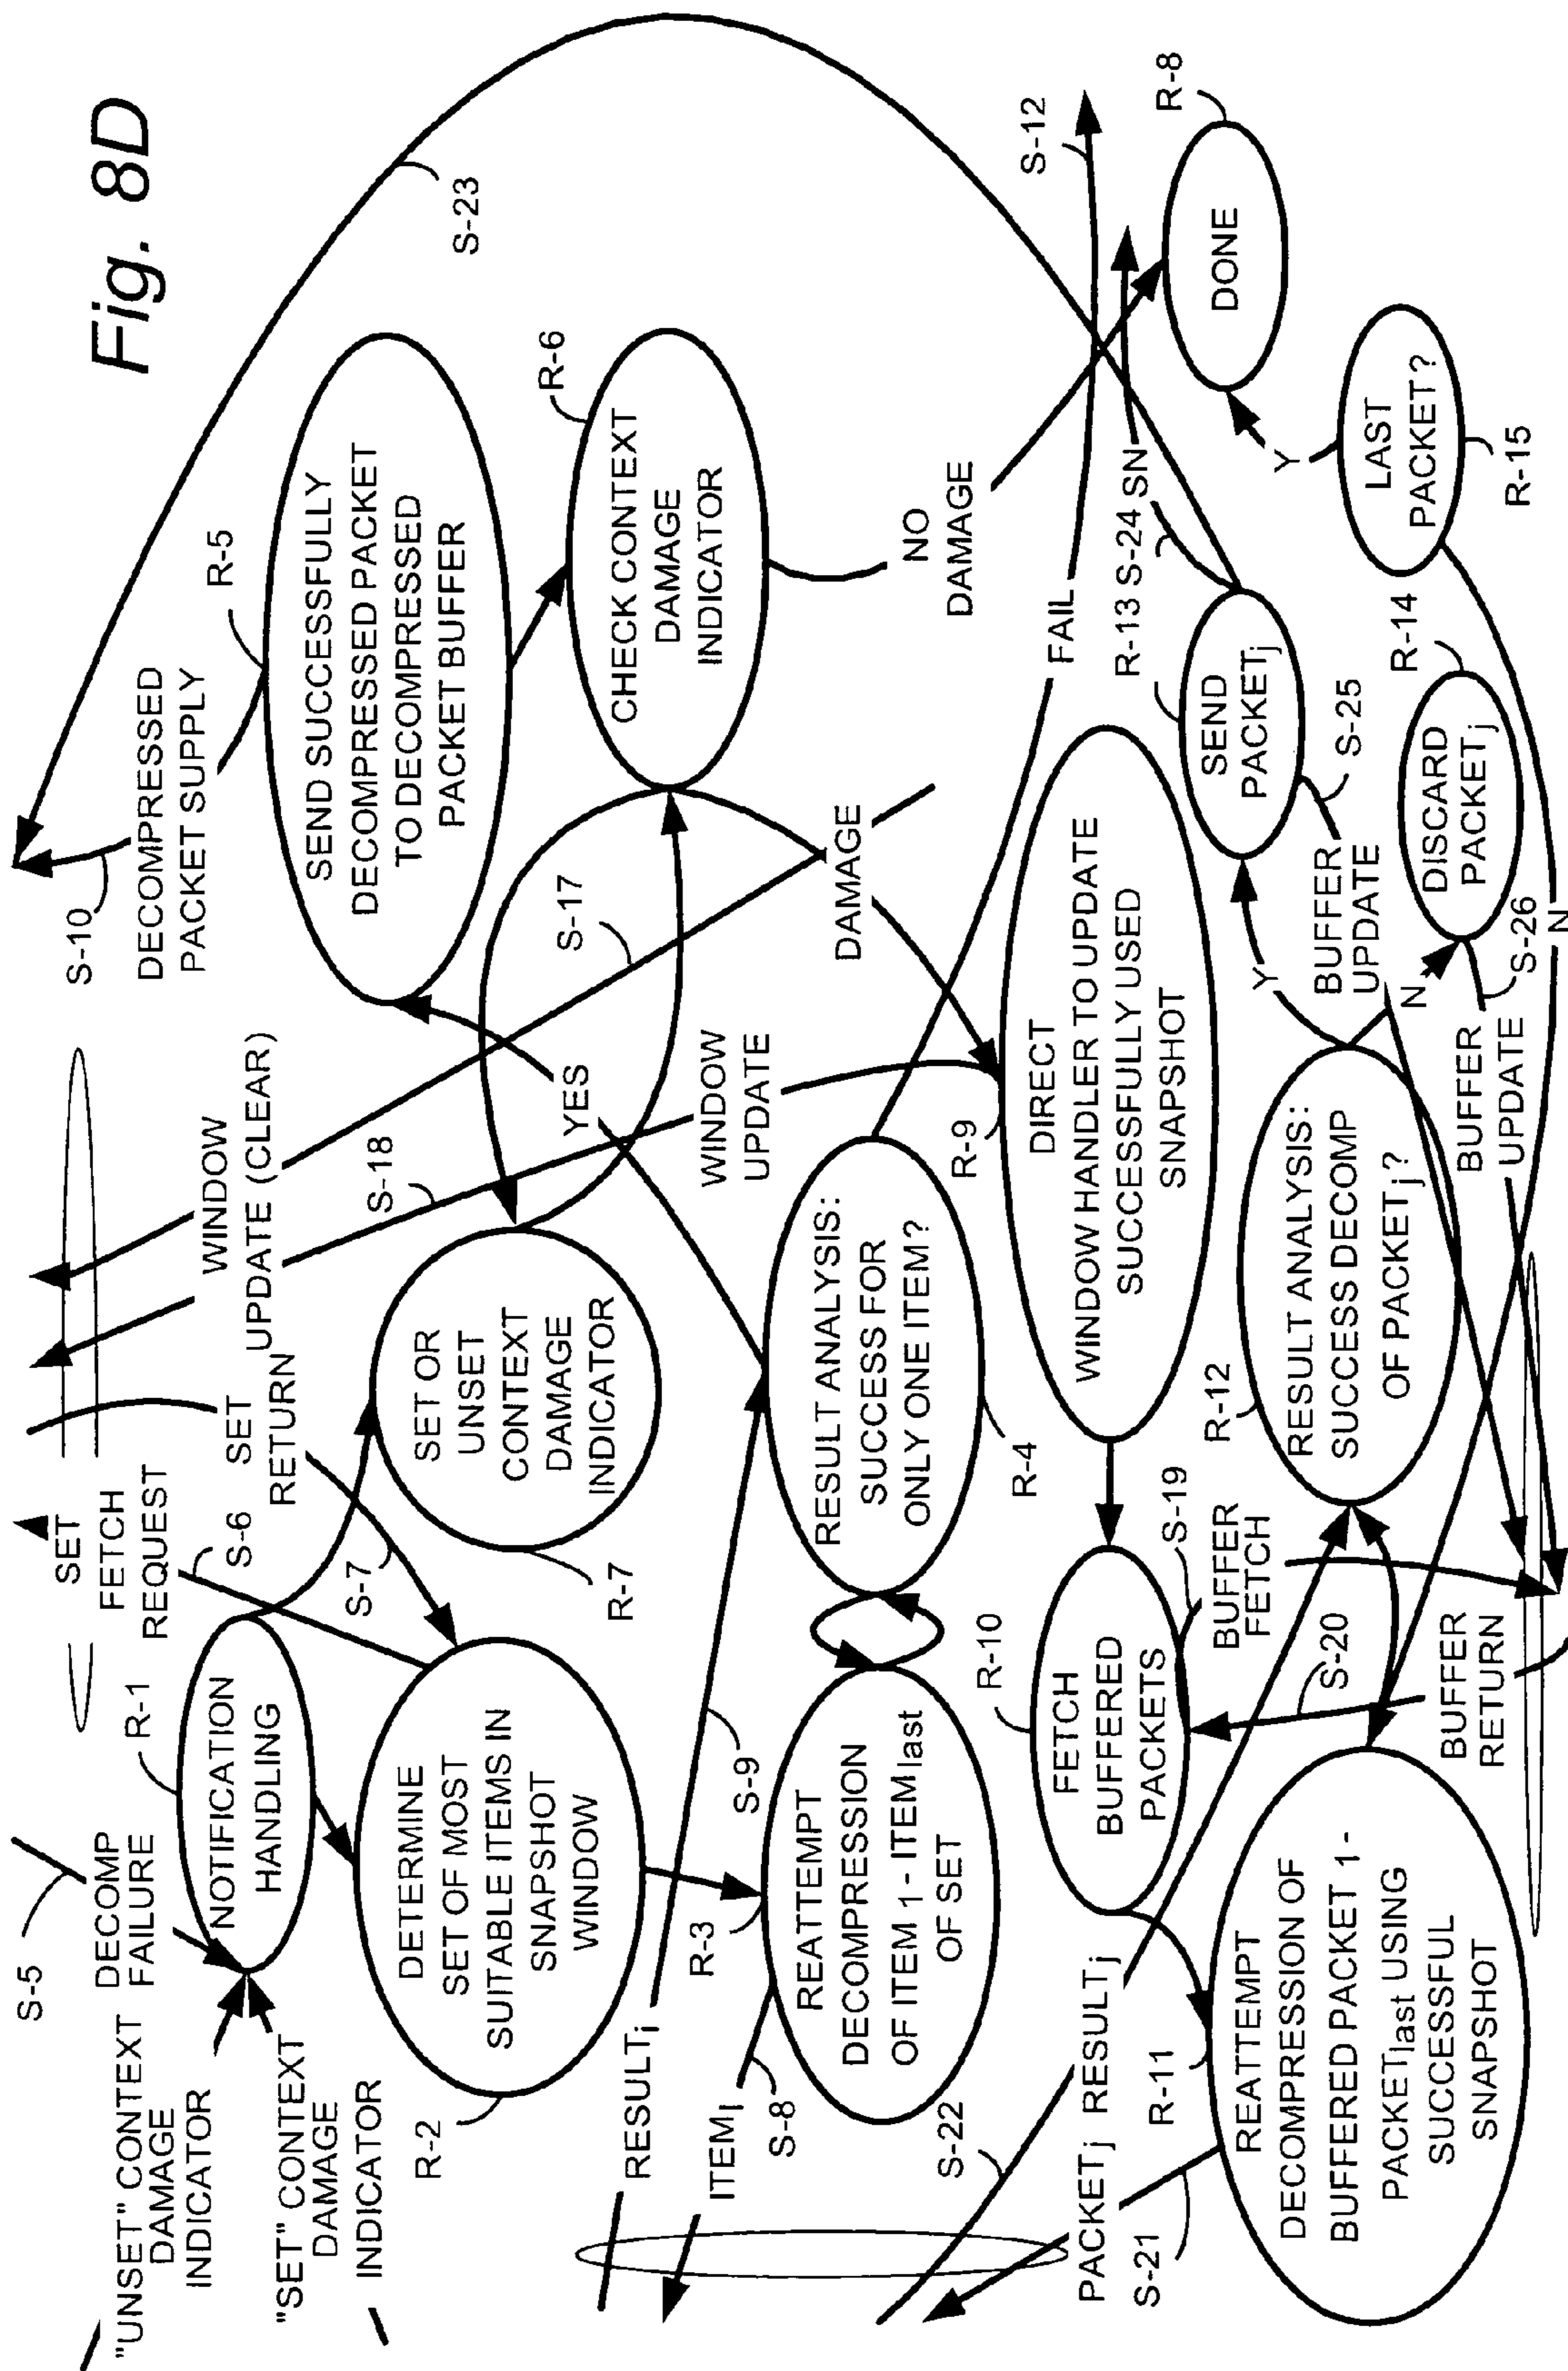 Fig. 8D
S-5
"UNSET" CONTEXT
DAMAGE
INDICATOR
DECOMP
FAILURE
"SET" CONTEXT
DAMAGE
INDICATOR
R-1
NOTIFICATION
HANDLING
SET
FETCH
REQUEST
S-6
SET
RETURN
S-7
WINDOW
UPDATE (CLEAR)
S-18
S-17
S-10
DECOMPRESSED
PACKET SUPPLY
R-5
S-23
SEND SUCCESSFULLY
DECOMPRESSED PACKET
TO DECOMPRESSED
PACKET BUFFER
R-2
DETERMINE
SET OF MOST
SUITABLE ITEMS IN
SNAPSHOT
WINDOW
SET OR
UNSET
CONTEXT
DAMAGE
INDICATOR
R-7
YES
R-6
CHECK CONTEXT
DAMAGE
INDICATOR
WINDOW
UPDATE
DAMAGE
NO
DAMAGE
RESULTi
ITEMI
S-8
S-9
R-3
REATTEMPT
DECOMPRESSION
OF ITEM 1 - ITEMlast
OF SET
RESULT ANALYSIS:
SUCCESS FOR
ONLY ONE ITEM?
R-4
FAIL
S-12
R-9
DIRECT
WINDOW HANDLER TO UPDATE
SUCCESSFULLY USED
SNAPSHOT
R-10
FETCH
BUFFERED
PACKETS
S-19
BUFFER
FETCH
S-20
BUFFER
RETURN
S-22
PACKETj
RESULTj
S-21
R-11
REATTEMPT
DECOMPRESSION OF
BUFFERED PACKET 1-
PACKETlast USING
SUCCESSFUL
SNAPSHOT
R-12
RESULT ANALYSIS:
SUCCESS DECOMP
OF PACKETj?
Y
N
R-13
S-24
SN
SEND
PACKETj
S-25
BUFFER
UPDATE
R-14
DISCARD
PACKETj
S-26
BUFFER
UPDATE
R-8
DONE
Y
LAST
PACKET?
R-15
N